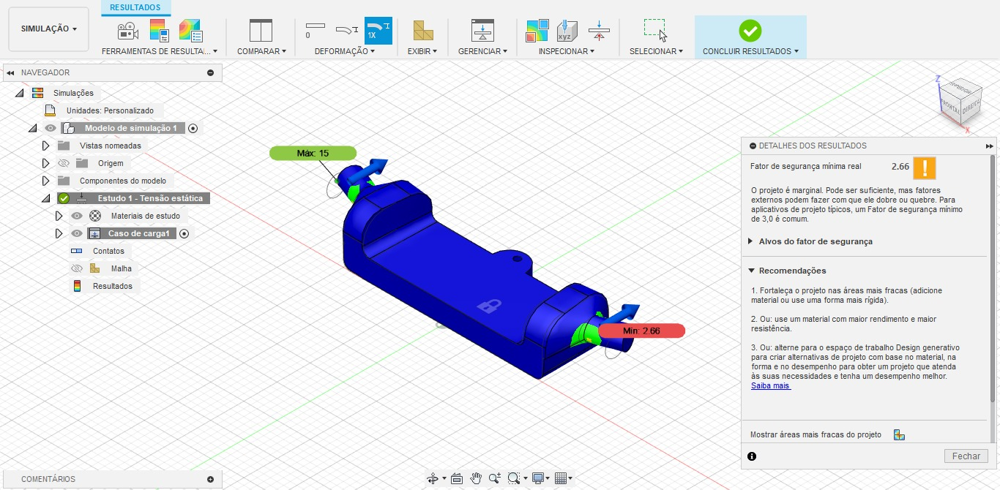 RESULTADOS
SIMULAÇÃO
0
1X
xyz
FERRAMENTAS DE RESULTA...
COMPARAR
DEFORMAÇÃO
EXIBIR
GERENCIAR
INSPECIONAR
SELECIONAR
CONCLUIR RESULTADOS
NAVEGADOR
Simulações
Unidades: Personalizado
Modelo de simulação 1
Vistas nomeadas
Origem
Componentes do modelo
Estudo 1 - Tensão estática
Materiais de estudo
Caso de carga1
Contatos
Malha
Resultados
Máx: 15
Mín: 2.66
Z
SUPERIOR
FRONTAL
DIREITA
X
DETALHES DOS RESULTADOS
Fator de segurança mínima real 2.66
O projeto é marginal. Pode ser suficiente, mas fatores
externos podem fazer com que ele dobre ou quebre. Para
aplicativos de projeto típicos, um Fator de segurança mínimo
de 3,0 é comum.
Alvos do fator de segurança
Recomendações
1. Fortaleça o projeto nas áreas mais fracas (adicione
material ou use uma forma mais rígida).
2. Ou: use um material com maior rendimento e maior
resistência.
3. Ou: alterne para o espaço de trabalho Design generativo
para criar alternativas de projeto com base no material, na
forma e no desempenho para obter um projeto que atenda
às suas necessidades e tenha um desempenho melhor.
Saiba mais
Mostrar áreas mais fracas do projeto
Fechar
COMENTÁRIOS